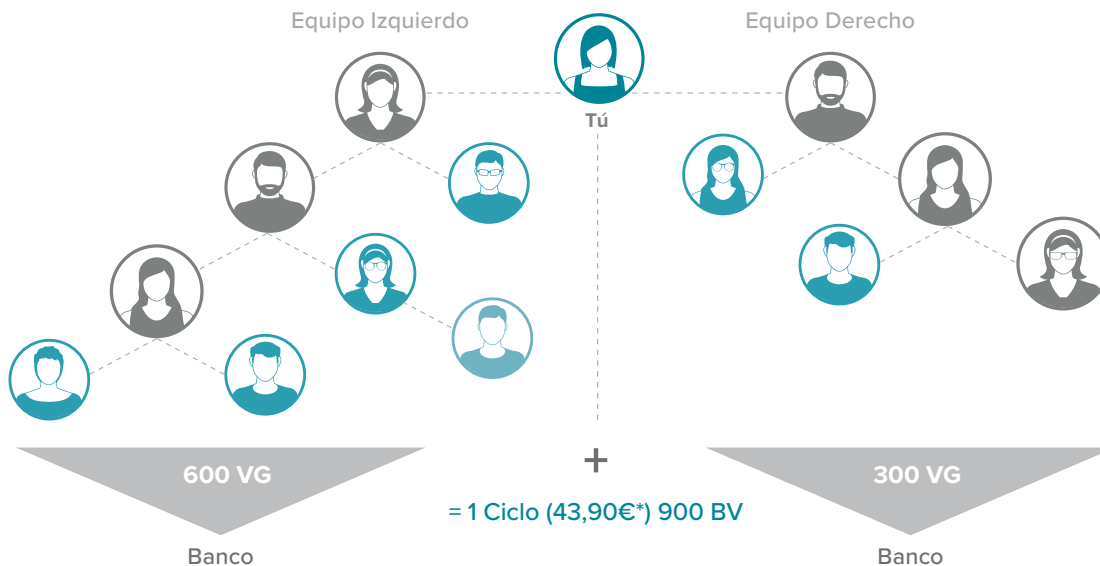 Equipo Izquierdo
Equipo Derecho
Tú
600 VG
+
300 VG
= 1 Ciclo (43,90€*) 900 BV
Banco
Banco